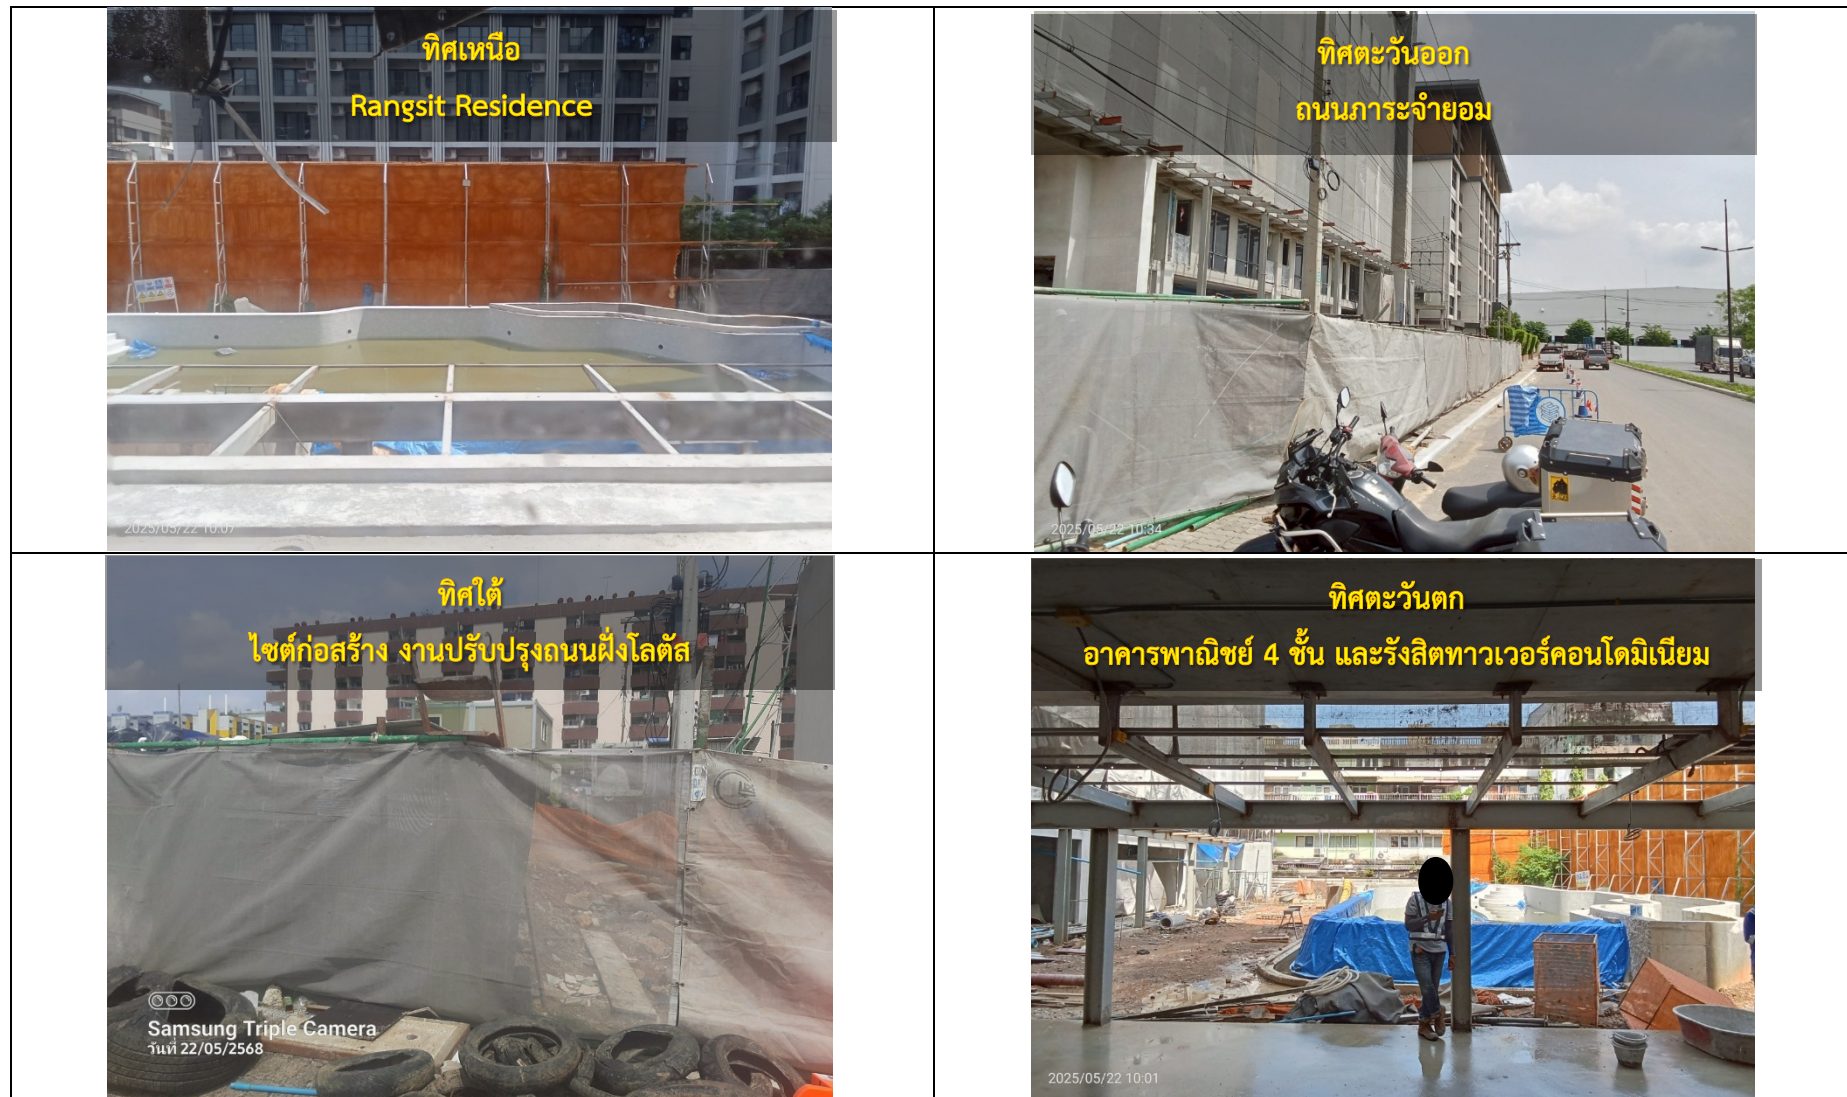 ทิศเหนือ
Rangsit Residence
2025/05/22 10:07
ทิศตะวันออก
ถนนภาระจำยอม
2025/05/22 10:34
ทิศใต้
ไซต์ก่อสร้าง งานปรับปรุงถนนฝั่งโลตัส
Samsung Triple Camera
วันที่ 22/05/2568
ทิศตะวันตก
อาคารพาณิชย์ 4 ชั้น และรังสิตทาวเวอร์คอนโดมิเนียม
2025/05/22 10:01